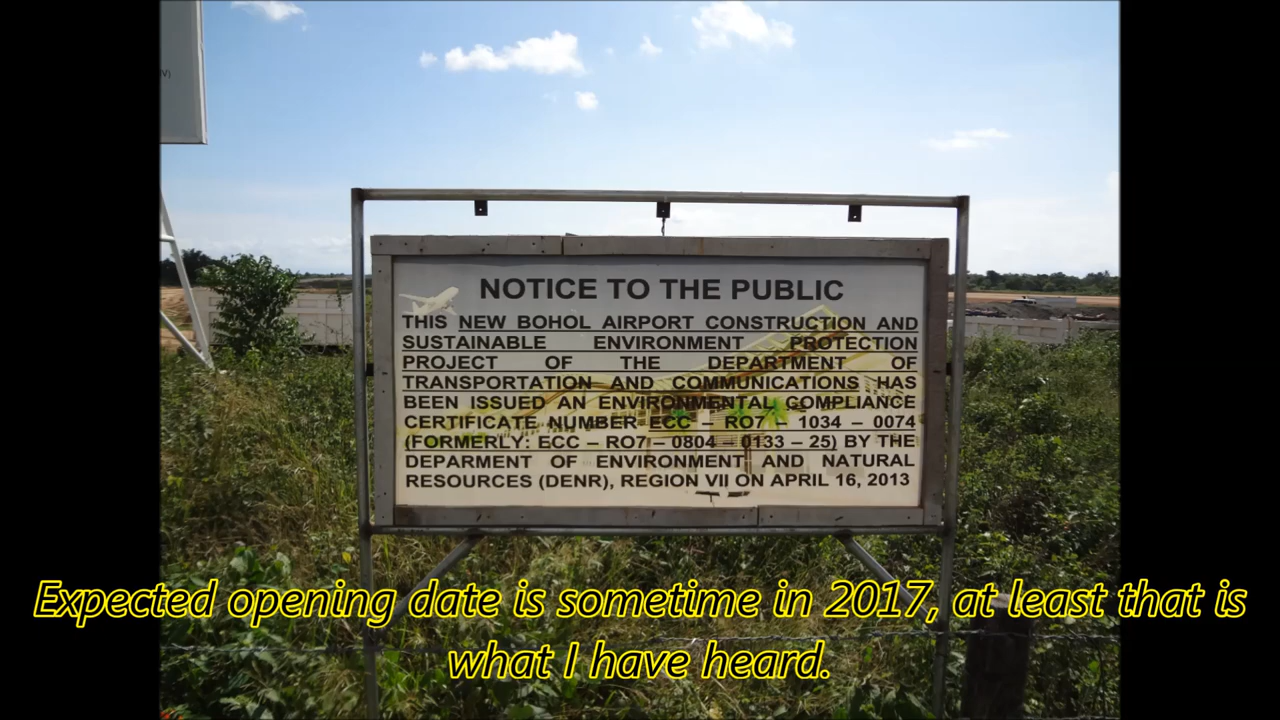 V)
NOTICE TO THE PUBLIC
THIS NEW BOHOL AIRPORT CONSTRUCTION AND
SUSTAINABLE ENVIRONMENT PROTECTION
PROJECT OF THE DEPARTMENT OF
TRANSPORTATION AND COMMUNICATIONS HAS
BEEN ISSUED AN ENVIRONMENTAL COMPLIANCE
CERTIFICATE NUMBER ECC – RO7 – 1034 – 0074
(FORMERLY: ECC – RO7 – 0804 – 0133 – 25) BY THE
DEPARMENT OF ENVIRONMENT AND NATURAL
RESOURCES (DENR), REGION VII ON APRIL 16, 2013
Expected opening date is sometime in 2017, at least that is
what I have heard.